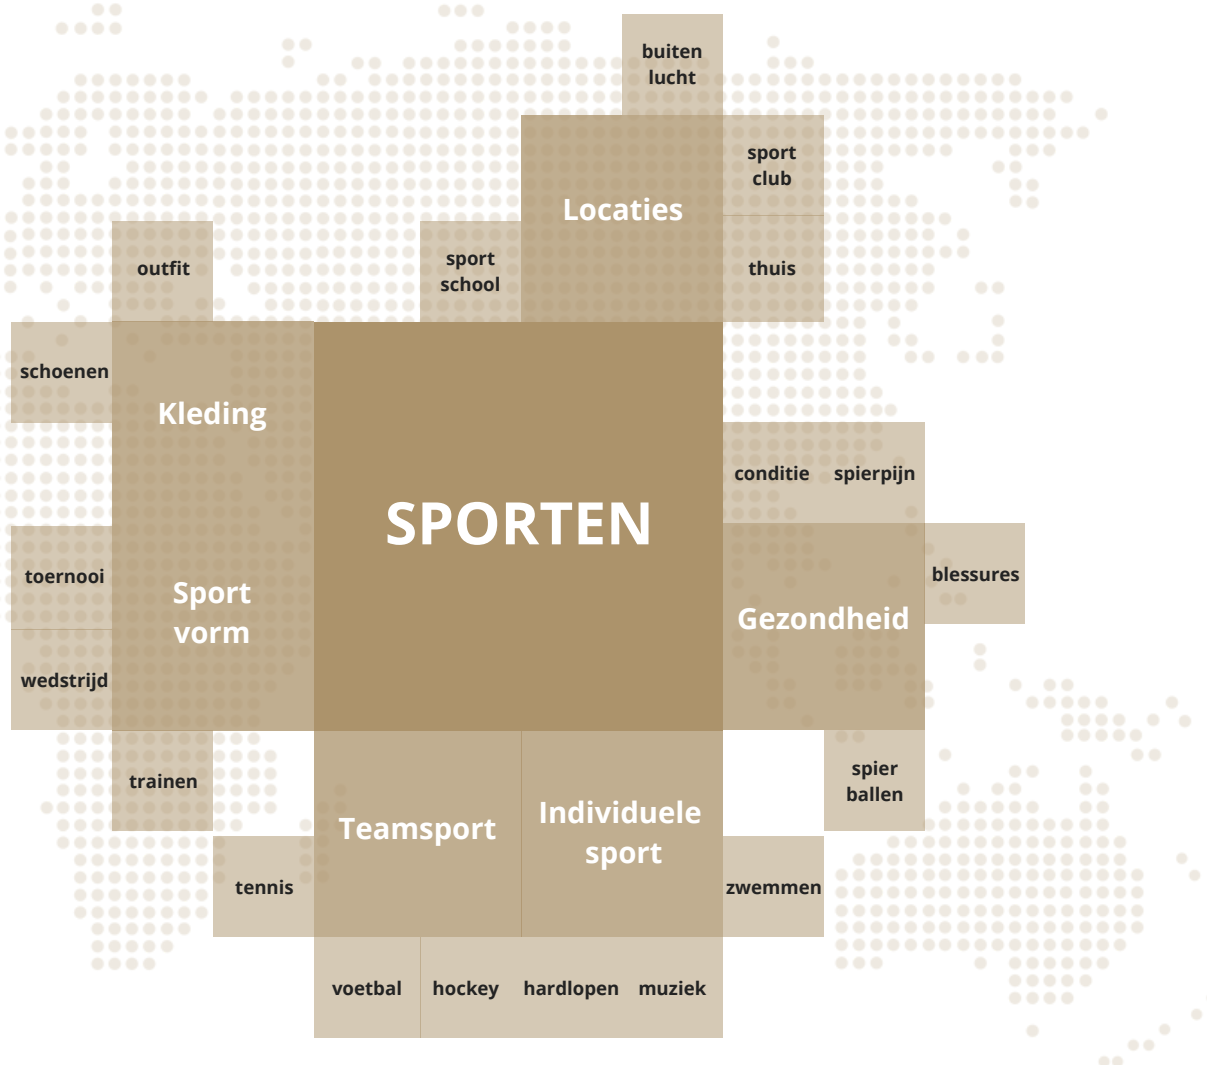 buiten
lucht
sport
club
Locaties
outfit
sport
school
thuis
schoenen
Kleding
conditie
spierpijn
SPORTEN
toernooi
blessures
Sport
vorm
Gezondheid
wedstrijd
trainen
spier
ballen
Teamsport
Individuele
sport
tennis
zwemmen
voetbal
hockey
hardlopen
muziek